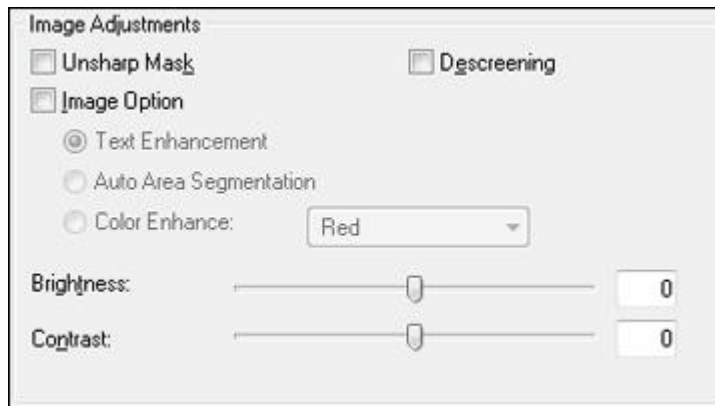 Image Adjustments
Unsharp Mask Descreening
Image Option
Text Enhancement
Auto Area Segmentation
Color Enhance: Red
Brightness: 0
Contrast: 0